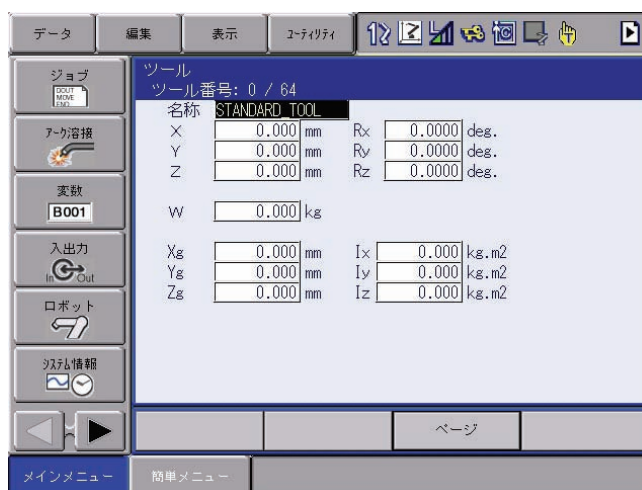 データ 編集 表示 ユーティリティ
ジョブ
DOUT
MOVE
END
アーク溶接
変数
B001
入出力
In Out
ロボット
システム情報
ツール
ツール番号: 0 / 64
名称 STANDARD_TOOL
X 0.000 mm Rx 0.0000 deg.
Y 0.000 mm Ry 0.0000 deg.
Z 0.000 mm Rz 0.0000 deg.
W 0.000 kg
Xg 0.000 mm Ix 0.000 kg.m2
Yg 0.000 mm Iy 0.000 kg.m2
Zg 0.000 mm Iz 0.000 kg.m2
ページ
メインメニュー 簡単メニュー